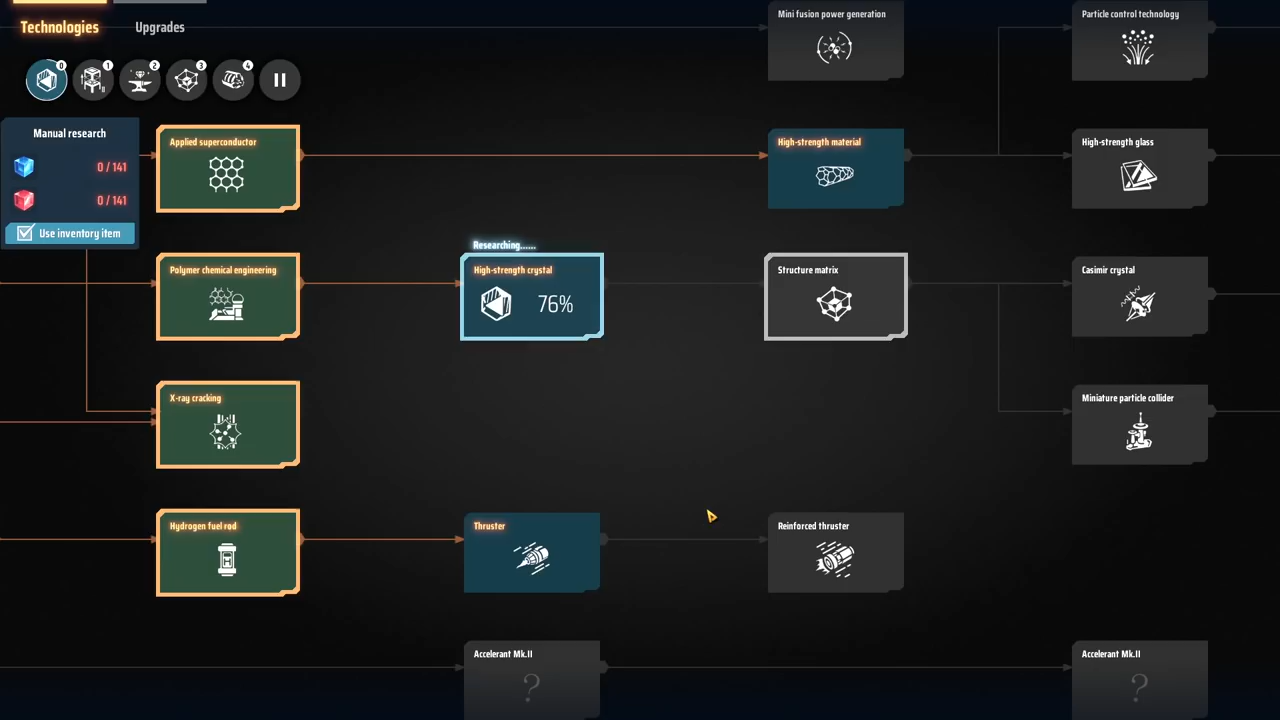 Technologies
Upgrades
0
1
2
3
4
Manual research
0 / 141
0 / 141
Use inventory item
Mini fusion power generation
Particle control technology
Applied superconductor
High-strength material
High-strength glass
Researching......
Polymer chemical engineering
High-strength crystal
76%
Structure matrix
Casimir crystal
X-ray cracking
Miniature particle collider
Hydrogen fuel rod
Thruster
Reinforced thruster
Accelerant Mk.II
?
Accelerant Mk.II
?